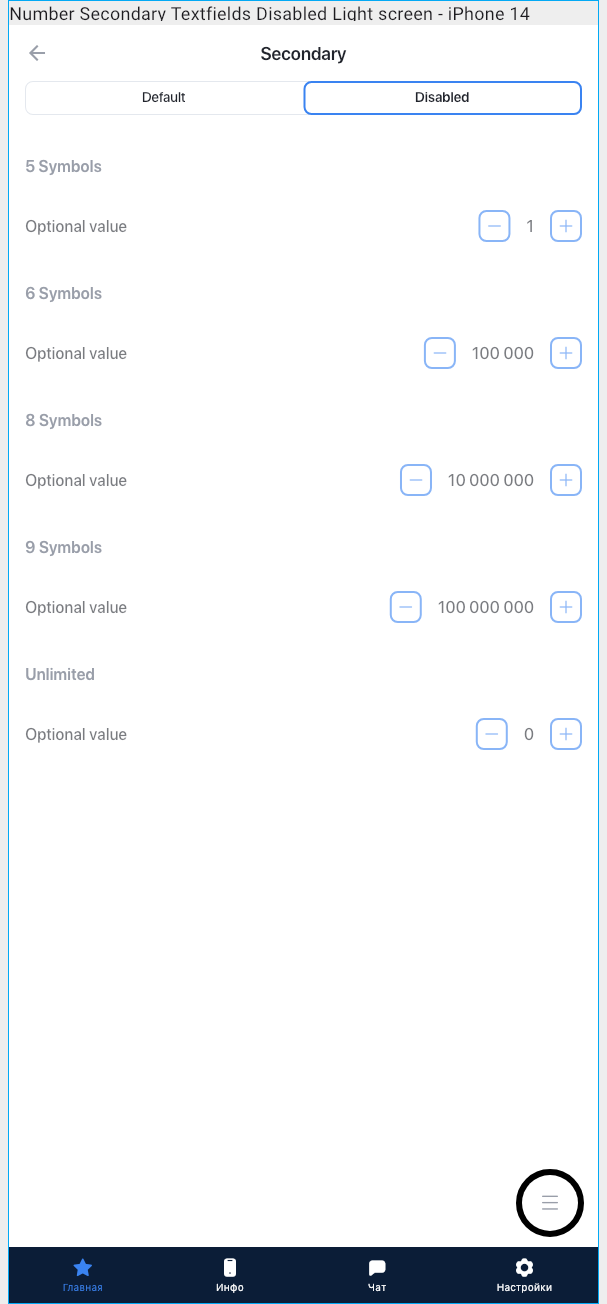 Number Secondary Textfields Disabled Light screen - iPhone 14
Secondary
Default Disabled
5 Symbols
Optional value 1
6 Symbols
Optional value 100 000
8 Symbols
Optional value 10 000 000
9 Symbols
Optional value 100 000 000
Unlimited
Optional value 0
Главная Инфо Чат Настройки